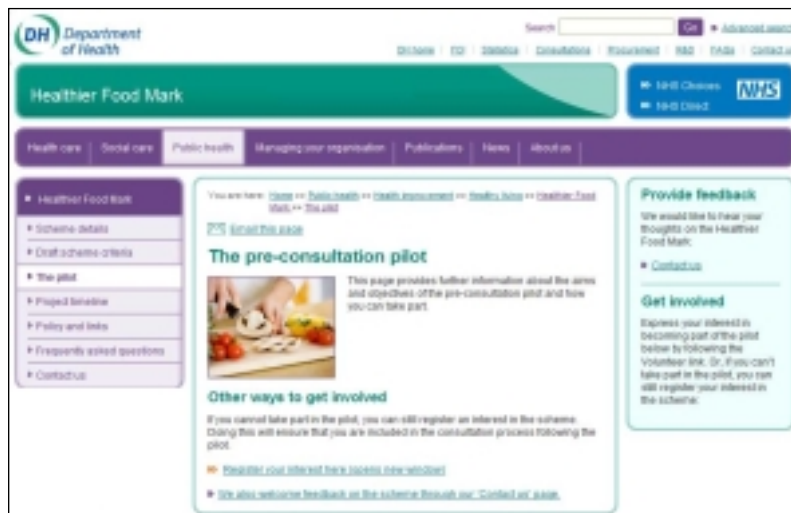 DH Department of Health
Search
Go
Advanced search
DH home
FOI
Statistics
Consultations
Procurement
R&D
FAQs
Contact us
Healthier Food Mark
NHS Choices
NHS
NHS Direct
Health care
Social care
Public health
Managing your organisation
Publications
News
About us
Healthier Food Mark
Scheme details
Draft scheme criteria
The pilot
Project timeline
Policy and links
Frequently asked questions
Contact us
You are here: Home >> Public health >> Health improvement >> Healthy living >> Healthier Food
Mark >> The pilot
Email this page
The pre-consultation pilot
This page provides further information about the aims
and objectives of the pre-consultation pilot and how
you can take part.
Other ways to get involved
If you cannot take part in the pilot, you can still register an interest in the scheme.
Doing this will ensure that you are included in the consultation process following the
pilot.
Register your interest here (opens new window)
We also welcome feedback on the scheme through our 'Contact us' page.
Provide feedback
We would like to hear your
thoughts on the Healthier
Food Mark:
Contact us
Get involved
Express your interest in
becoming part of the pilot
below by following the
Volunteer link. Or, if you can't
take part in the pilot, you can
still register your interest in
the scheme: